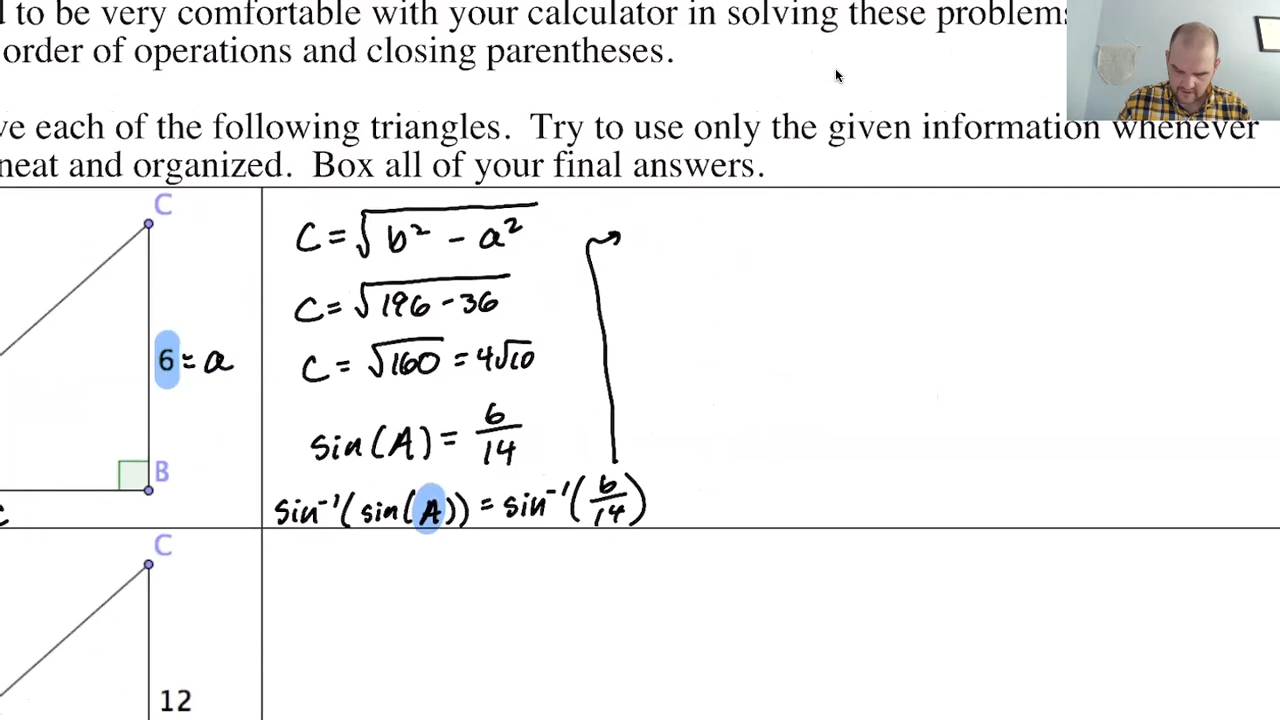 to be very comfortable with your calculator in solving these problems
order of operations and closing parentheses.
ve each of the following triangles. Try to use only the given information whenever
neat and organized. Box all of your final answers.
C
6 = a
B
c
C = √(b² - a²)
C = √(196 - 36)
C = √160 = 4√10
sin(A) = 6/14
sin⁻¹(sin(A)) = sin⁻¹(6/14)
C
12